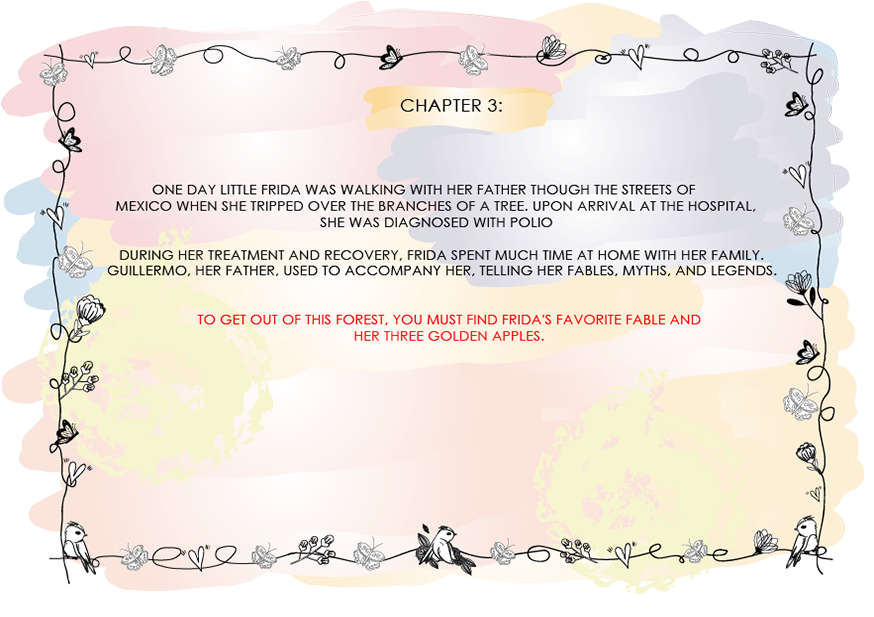 CHAPTER 3:
ONE DAY LITTLE FRIDA WAS WALKING WITH HER FATHER THOUGH THE STREETS OF
MEXICO WHEN SHE TRIPPED OVER THE BRANCHES OF A TREE. UPON ARRIVAL AT THE HOSPITAL,
SHE WAS DIAGNOSED WITH POLIO
DURING HER TREATMENT AND RECOVERY, FRIDA SPENT MUCH TIME AT HOME WITH HER FAMILY.
GUILLERMO, HER FATHER, USED TO ACCOMPANY HER, TELLING HER FABLES, MYTHS, AND LEGENDS.
TO GET OUT OF THIS FOREST, YOU MUST FIND FRIDA'S FAVORITE FABLE AND
HER THREE GOLDEN APPLES.